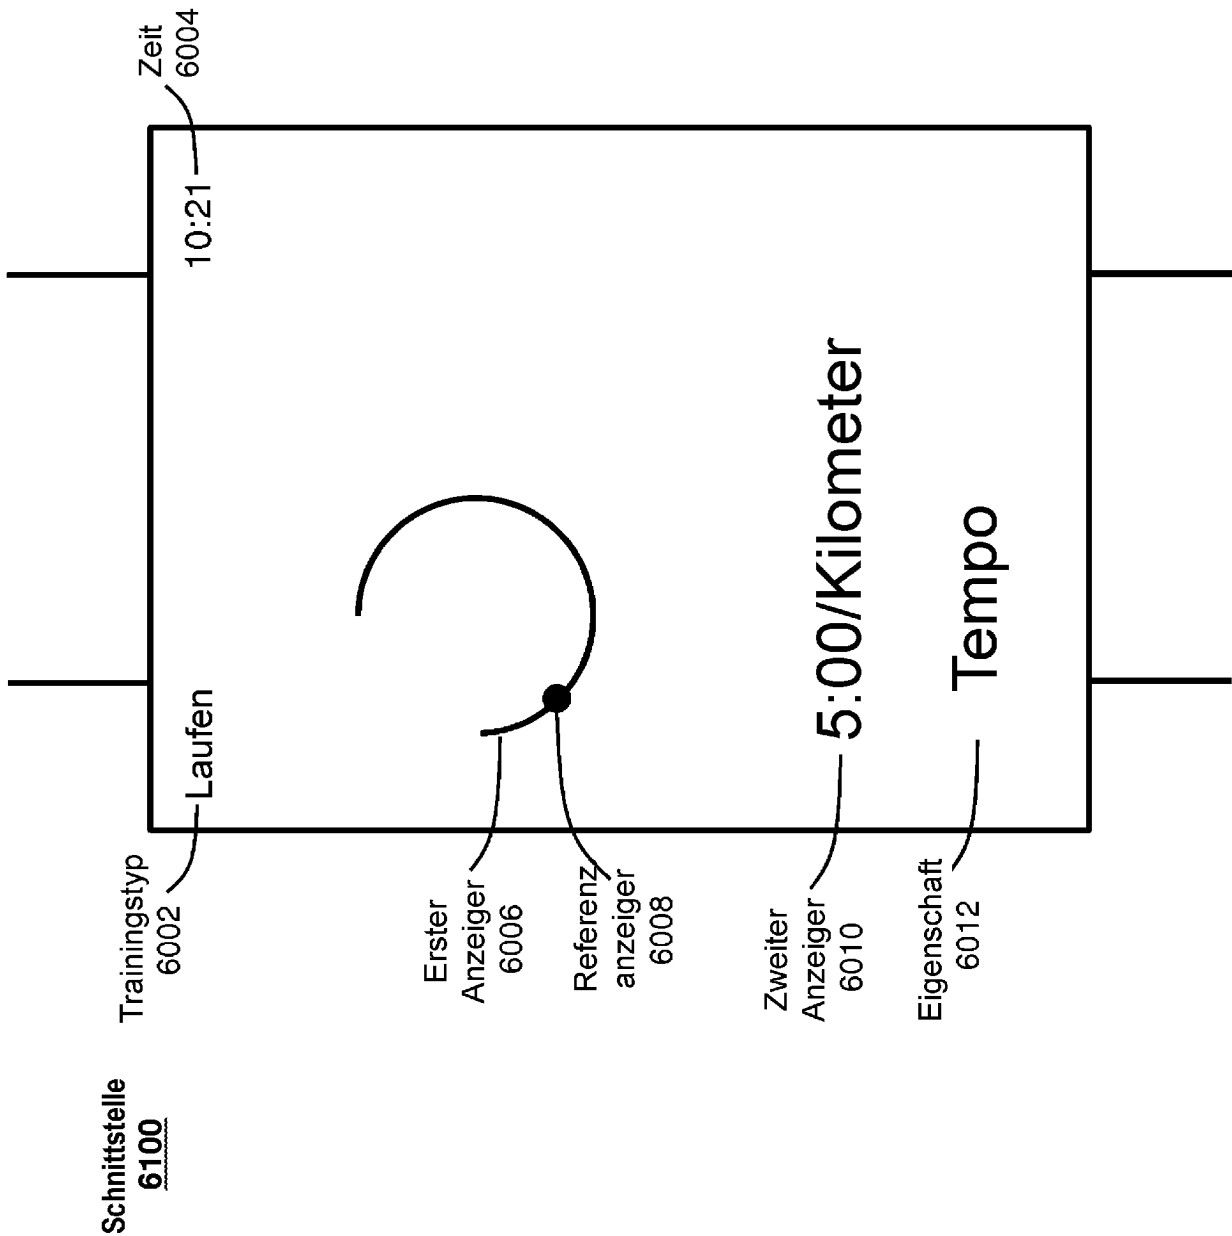 Schnittstelle
6100
Trainingstyp
6002
Laufen
10:21
Zeit
6004
Erster
Anzeiger
6006
Referenz
anzeiger
6008
Zweiter
Anzeiger
6010
5:00/Kilometer
Eigenschaft
6012
Tempo